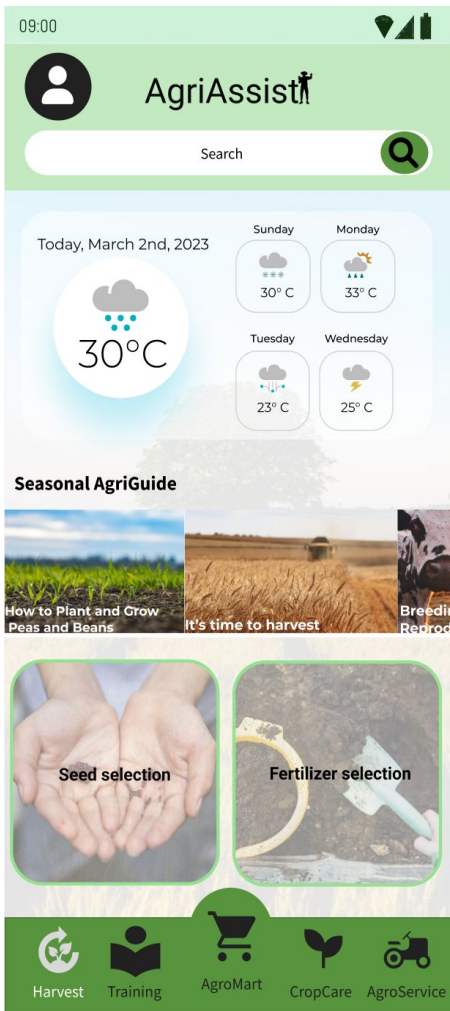 09:00
AgriAssist
Search
Today, March 2nd, 2023
30°C
Sunday
Monday
30° C
33° C
Tuesday
Wednesday
23° C
25° C
Seasonal AgriGuide
How to Plant and Grow
Peas and Beans
It's time to harvest
Breedin
Reprod
Seed selection
Fertilizer selection
Harvest
Training
AgroMart
CropCare
AgroService